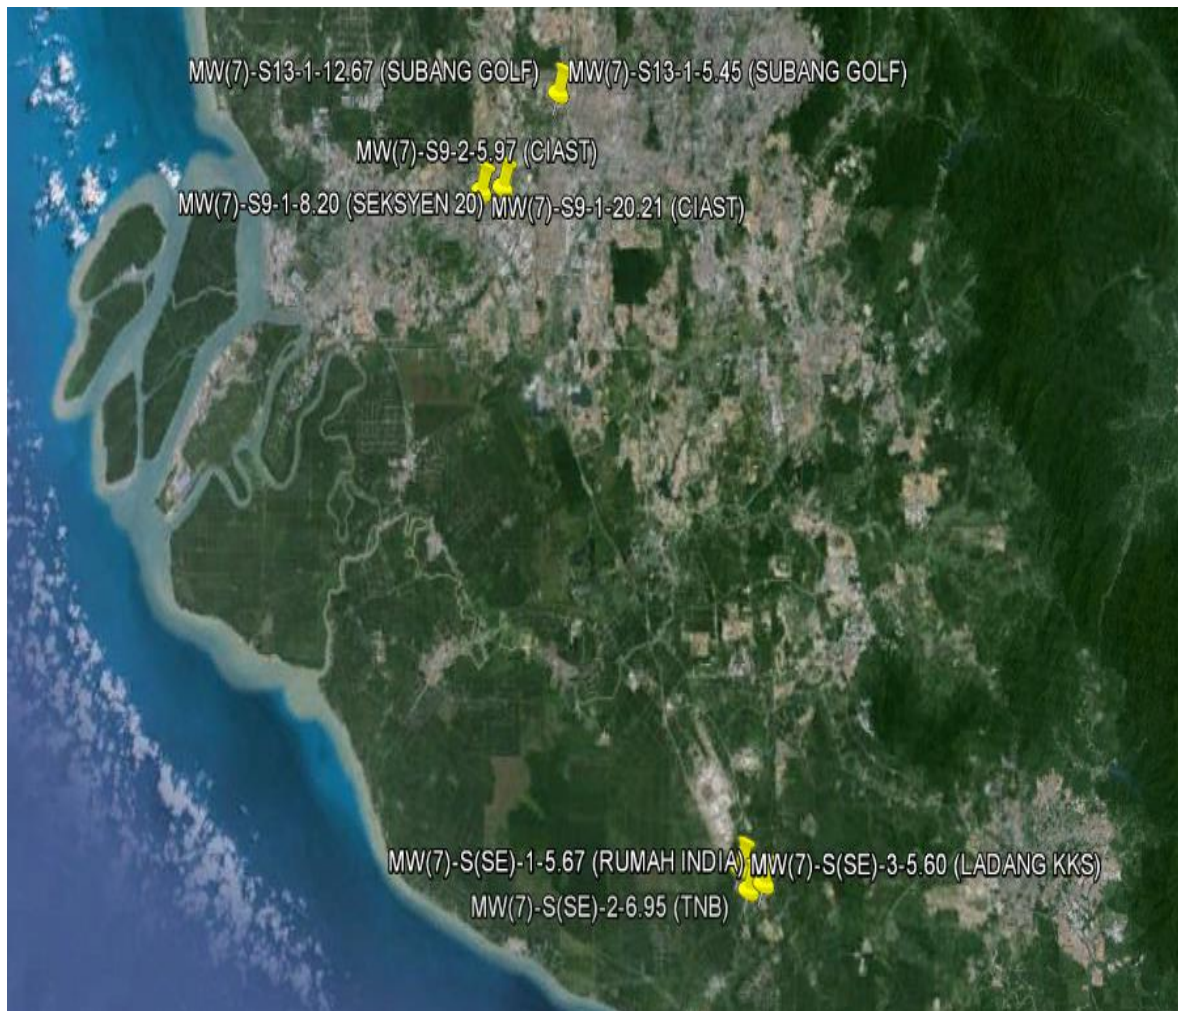 MW(7)-S13-1-12.67 (SUBANG GOLF) MW(7)-S13-1-5.45 (SUBANG GOLF)
MW(7)-S9-2-5.97 (CIAST)
MW(7)-S9-1-8.20 (SEKSYEN 20) MW(7)-S9-1-20.21 (CIAST)
MW(7)-S(SE)-1-5.67 (RUMAH INDIA) MW(7)-S(SE)-3-5.60 (LADANG KKS)
MW(7)-S(SE)-2-6.95 (TNB)